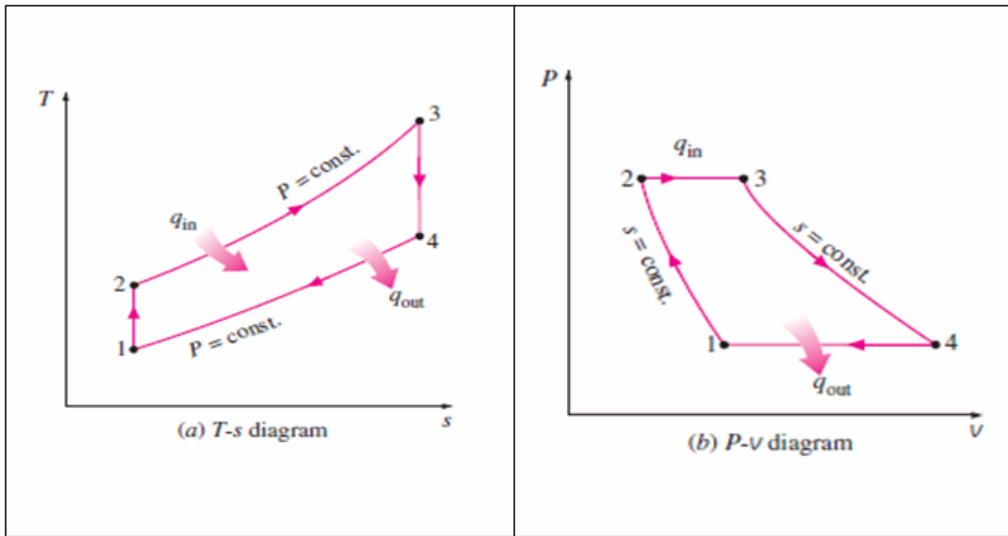 T
3
P = const.
q_in
4
2
q_out
1
P = const.
s
(a) T-s diagram
P
q_in
2
3
s = const.
s = const.
1
4
q_out
v
(b) P-v diagram